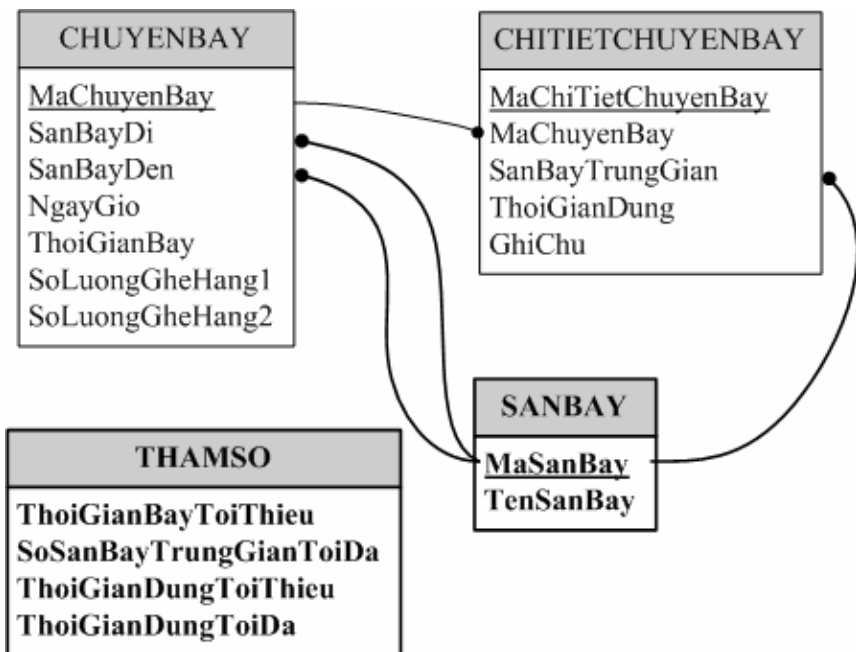 CHUYENBAY
MaChuyenBay
SanBayDi
SanBayDen
NgayGio
ThoiGianBay
SoLuongGheHang1
SoLuongGheHang2
CHITIETCHUYENBAY
MaChiTietChuyenBay
MaChuyenBay
SanBayTrungGian
ThoiGianDung
GhiChu
SANBAY
MaSanBay
TenSanBay
THAMSO
ThoiGianBayToiThieu
SoSanBayTrungGianToiDa
ThoiGianDungToiThieu
ThoiGianDungToiDa